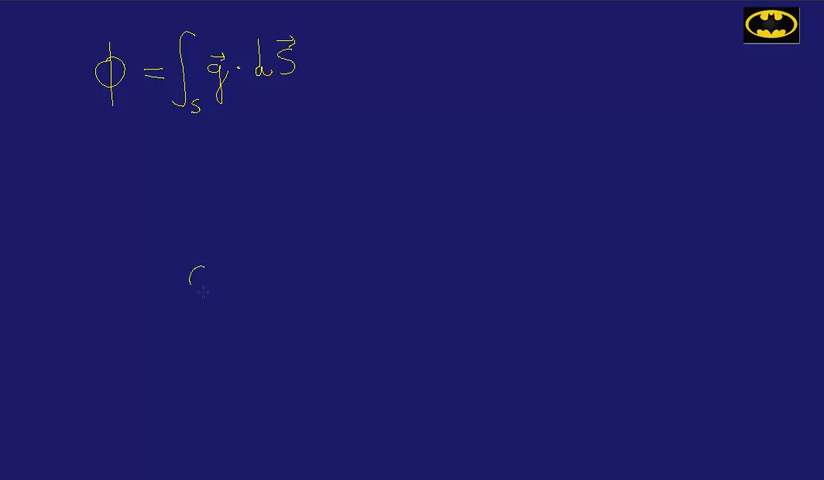 ϕ = ∫ₛ g⃗ · dS⃗